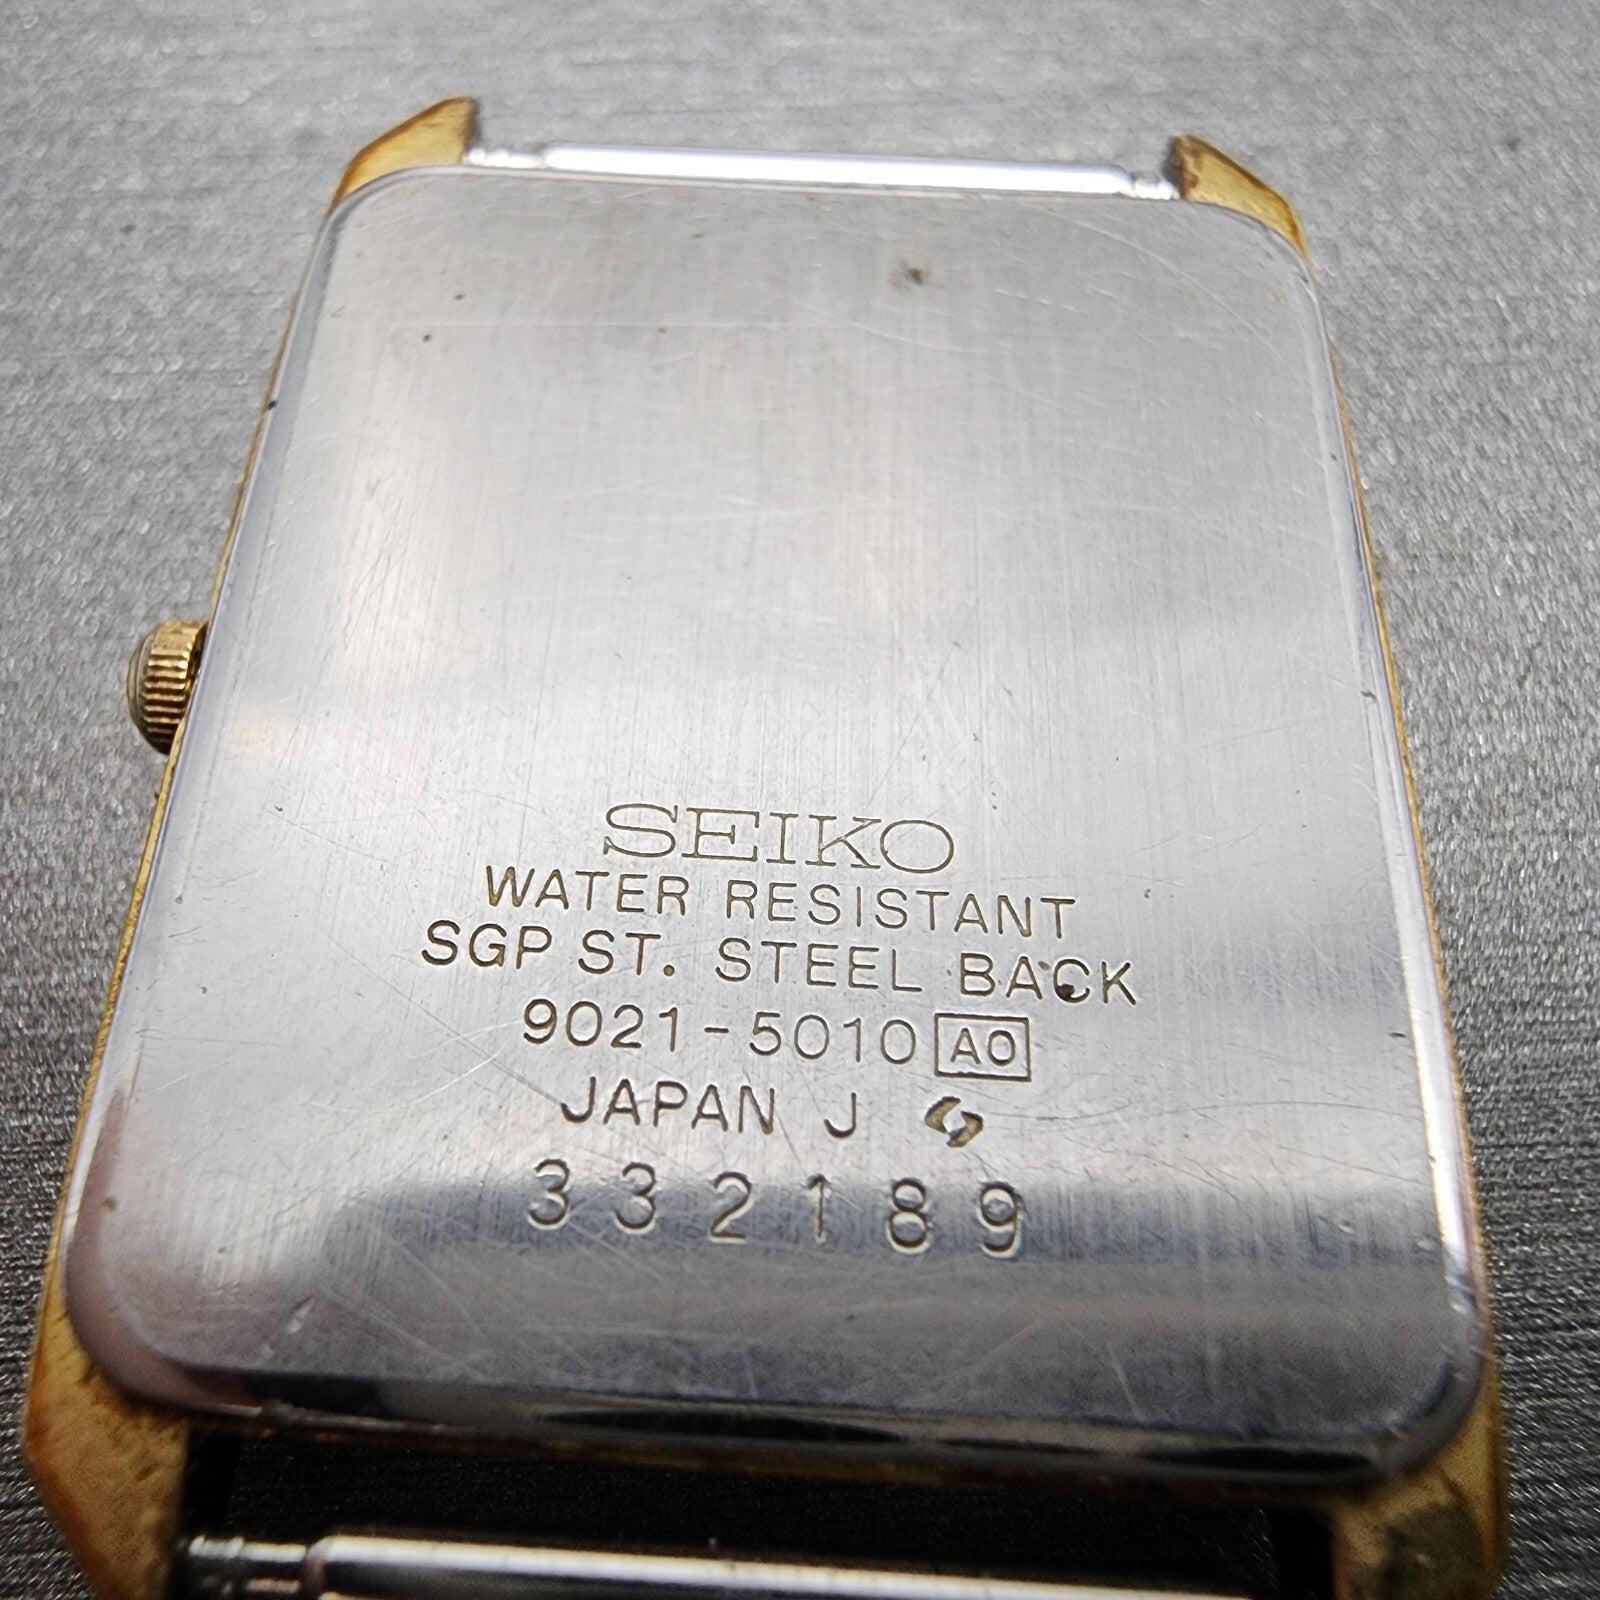 SEIKO
WATER RESISTANT
SGP ST. STEEL BACK
9021-5010 A0
JAPAN J
332189